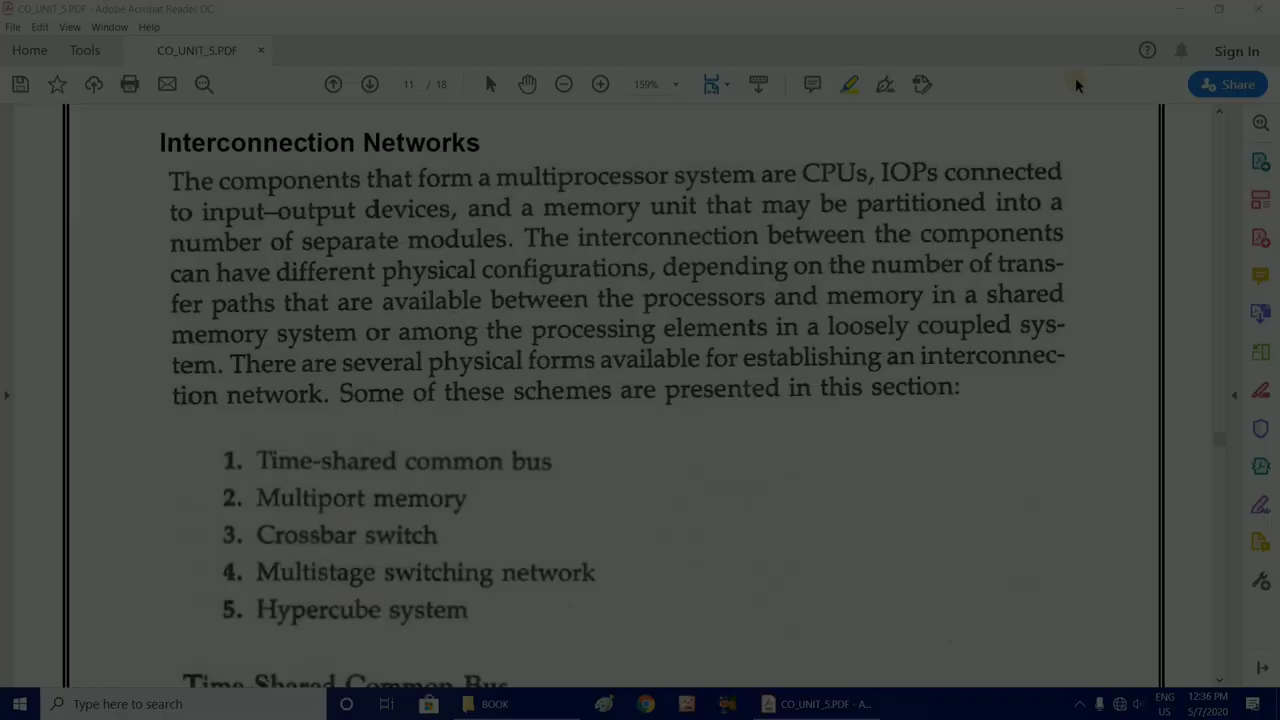 CO_UNIT_5.PDF - Adobe Acrobat Reader DC
File Edit View Window Help
Home Tools CO_UNIT_5.PDF × Sign In
11 / 18 159% Share
Interconnection Networks
The components that form a multiprocessor system are CPUs, IOPs connected
to input–output devices, and a memory unit that may be partitioned into a
number of separate modules. The interconnection between the components
can have different physical configurations, depending on the number of trans-
fer paths that are available between the processors and memory in a shared
memory system or among the processing elements in a loosely coupled sys-
tem. There are several physical forms available for establishing an interconnec-
tion network. Some of these schemes are presented in this section:
1. Time-shared common bus
2. Multiport memory
3. Crossbar switch
4. Multistage switching network
5. Hypercube system
Time-Shared Common Bus
Type here to search BOOK CO_UNIT_5.PDF - A... ENG 12:36 PM
US 5/7/2020